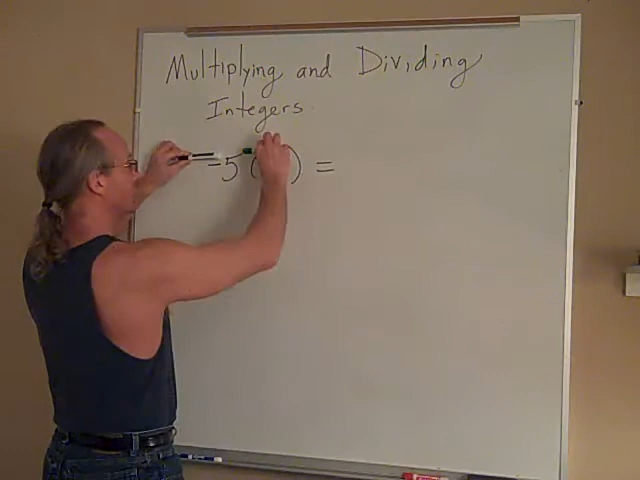 Multiplying and Dividing
Integers
-5 ( ) =